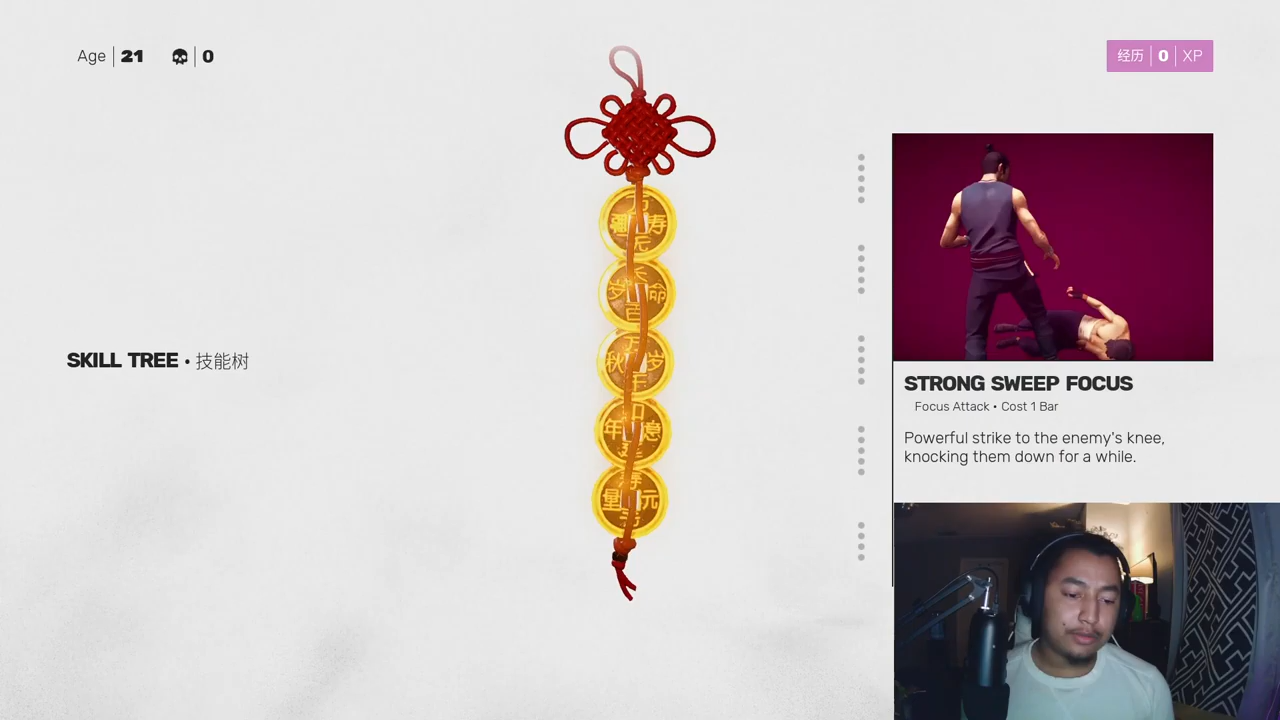 Age 21 0
经历 0 XP
SKILL TREE • 技能树
STRONG SWEEP FOCUS
Focus Attack • Cost 1 Bar
Powerful strike to the enemy's knee,
knocking them down for a while.